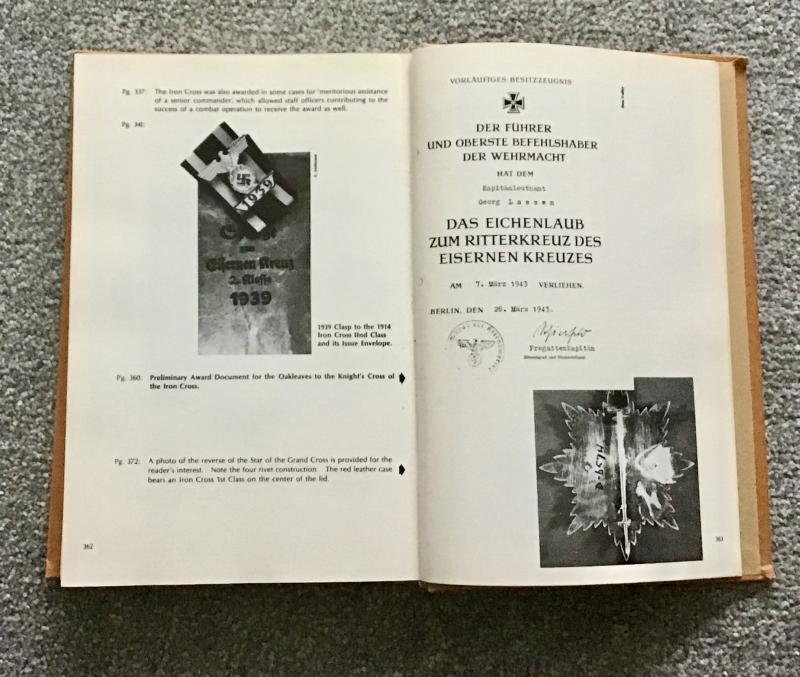 Pg. 337: The Iron Cross was also awarded in some cases for 'meritorious assistance
of a senior commander', which allowed staff officers contributing to the
success of a combat operation to receive the award as well.
Pg. 341:
1939
Eisernen Kreuz
2. Klasse
1939
1939 Clasp to the 1914
Iron Cross IInd Class
and its Issue Envelope.
Pg. 360: Preliminary Award Document for the Oakleaves to the Knight's Cross of
the Iron Cross.
Pg. 372: A photo of the reverse of the Star of the Grand Cross is provided for the
reader's interest. Note the four rivet construction. The red leather case
bears an Iron Cross 1st Class on the center of the lid.
362
VORLÄUFIGES BESITZZEUGNIS
DER FÜHRER
UND OBERSTE BEFEHLSHABER
DER WEHRMACHT
HAT DEM
Kapitänleutnant
Georg Lassen
DAS EICHENLAUB
ZUM RITTERKREUZ DES
EISERNEN KREUZES
AM 7. März 1943 VERLIEHEN.
BERLIN, DEN 26. März 1943.
Fregattenkapitän
363